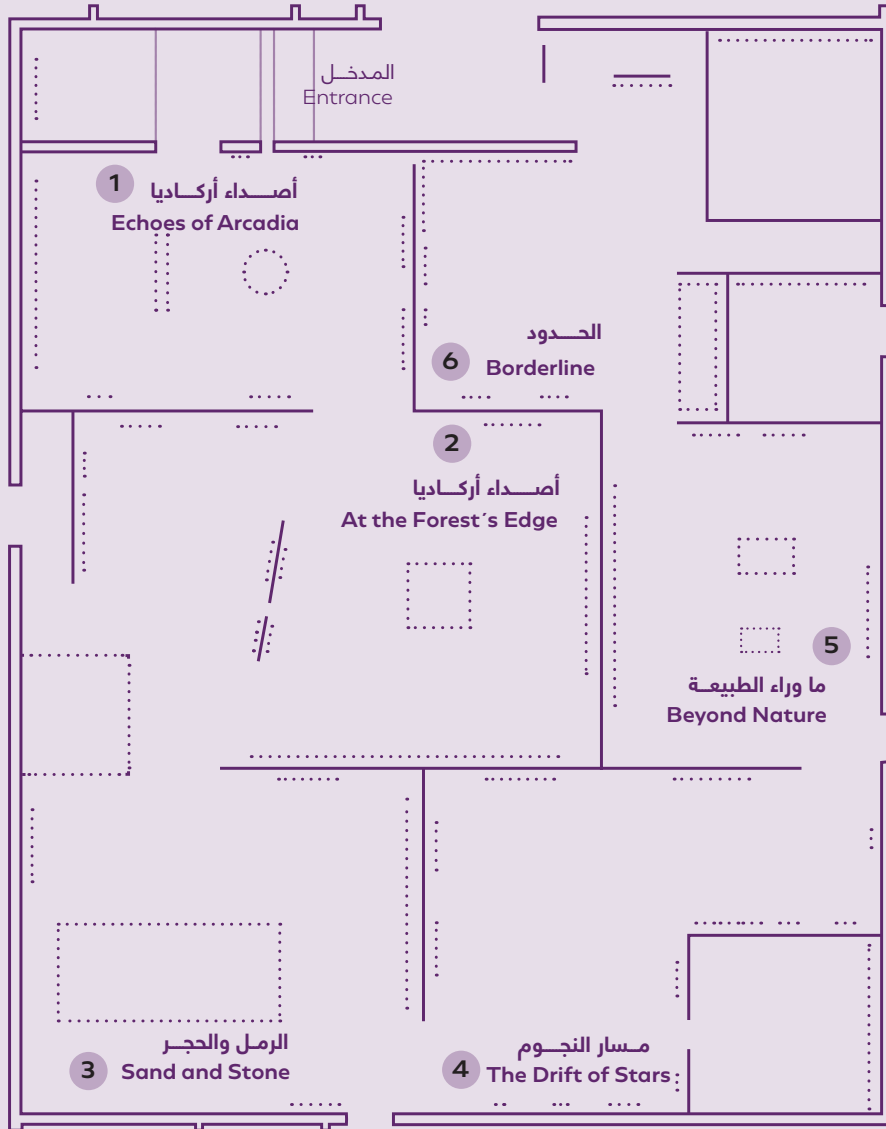 المدخل
Entrance
1
أصداء أركاديا
Echoes of Arcadia
الحدود
6
Borderline
2
أصداء أركاديا
At the Forest´s Edge
5
ما وراء الطبيعة
Beyond Nature
الرمل والحجر
3
Sand and Stone
مسار النجوم
4
The Drift of Stars